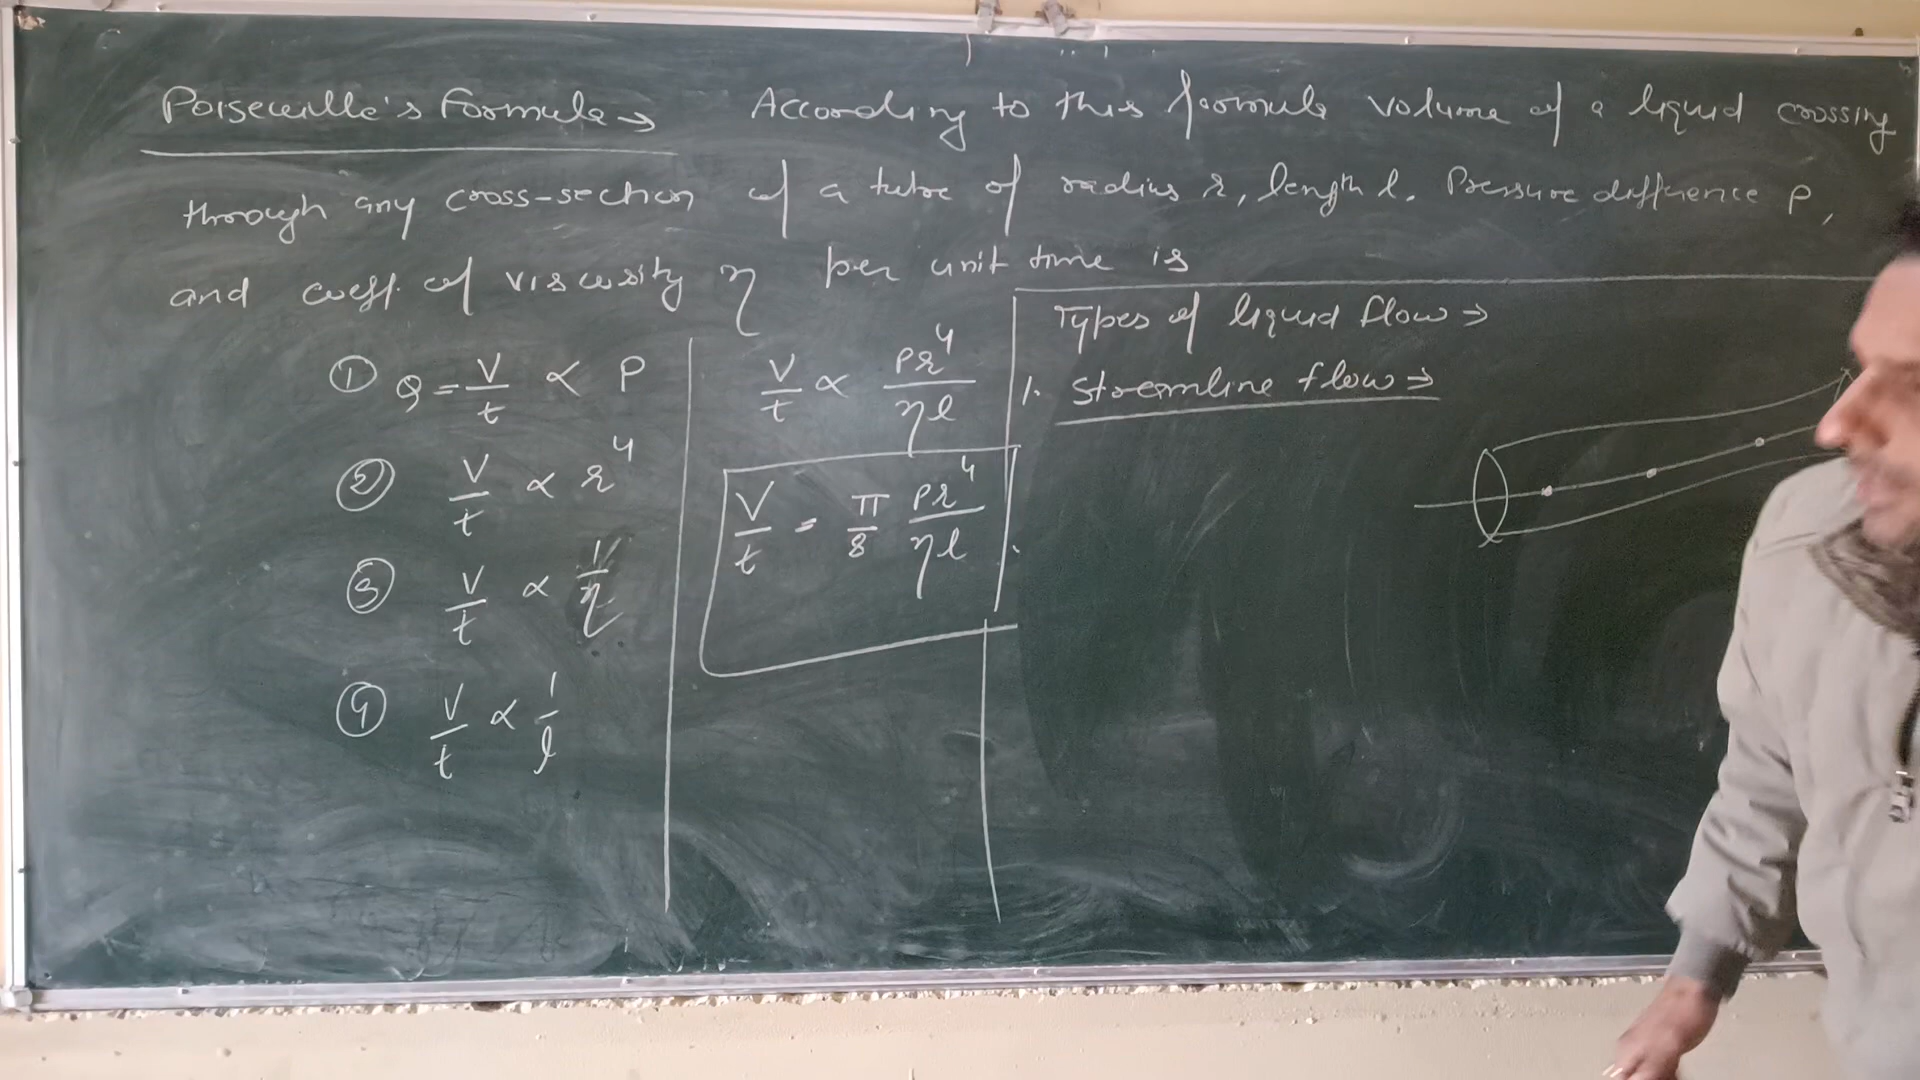 Poiseuille's Formula → According to this formula volume of a liquid crossing
through any cross-section of a tube of radius r, length l. Pressure difference P,
and coeff. of viscosity η per unit time is
① Q = V/t ∝ P
② V/t ∝ r⁴
③ V/t ∝ 1/η
④ V/t ∝ 1/l
V/t ∝ Pr⁴/ηl
V/t = π/8 Pr⁴/ηl
Types of liquid flow ⇒
1. Streamline flow ⇒